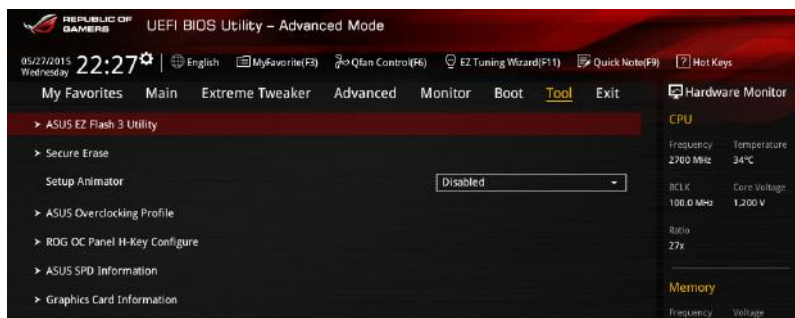 REPUBLIC OF
GAMERS
UEFI BIOS Utility – Advanced Mode
05/27/2015
Wednesday
22:27
English
MyFavorite(F3)
Qfan Control(F6)
EZ Tuning Wizard(F11)
Quick Note(F9)
? Hot Keys
My Favorites Main Extreme Tweaker Advanced Monitor Boot Tool Exit
Hardware Monitor
> ASUS EZ Flash 3 Utility
> Secure Erase
Setup Animator Disabled
> ASUS Overclocking Profile
> ROG OC Panel H-Key Configure
> ASUS SPD Information
> Graphics Card Information
CPU
Frequency Temperature
2700 MHz 34°C
BCLK Core Voltage
100.0 MHz 1.200 V
Ratio
27x
Memory
Frequency Voltage